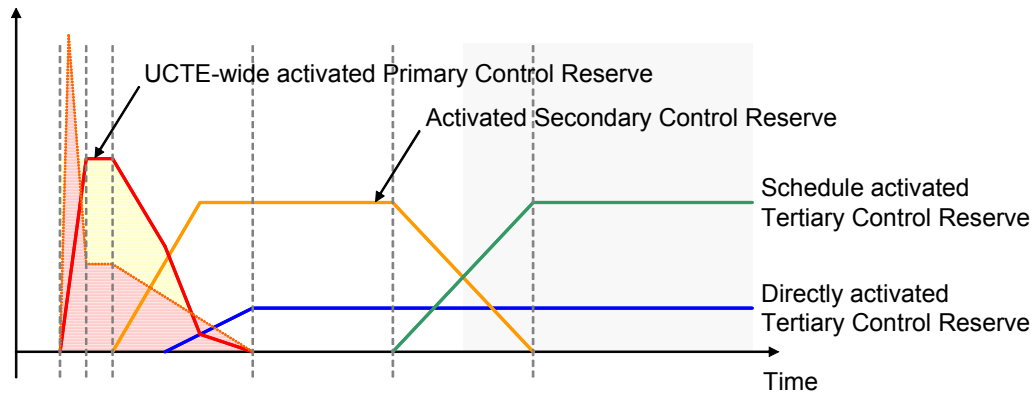 UCTE-wide activated Primary Control Reserve
Activated Secondary Control Reserve
Schedule activated
Tertiary Control Reserve
Directly activated
Tertiary Control Reserve
Time